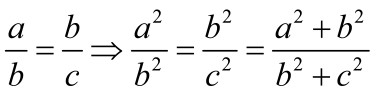 a/b = b/c ⇒ a²/b² = b²/c² = (a² + b²)/(b² + c²)